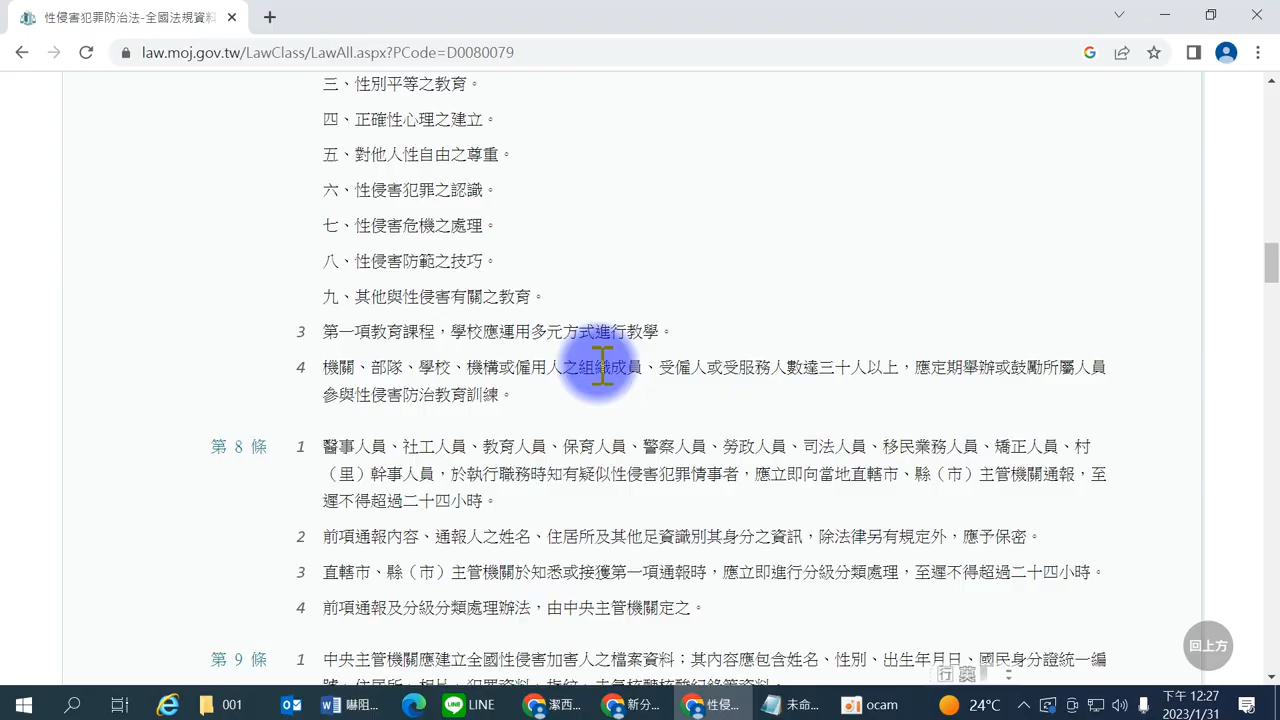 性侵害犯罪防治法-全國法規資料
law.moj.gov.tw/LawClass/LawAll.aspx?PCode=D0080079
三、性別平等之教育。
四、正確性心理之建立。
五、對他人性自由之尊重。
六、性侵害犯罪之認識。
七、性侵害危機之處理。
八、性侵害防範之技巧。
九、其他與性侵害有關之教育。
3 第一項教育課程，學校應運用多元方式進行教學。
4 機關、部隊、學校、機構或僱用人之組織成員、受僱人或受服務人數達三十人以上，應定期舉辦或鼓勵所屬人員
參與性侵害防治教育訓練。
第 8 條 1 醫事人員、社工人員、教育人員、保育人員、警察人員、勞政人員、司法人員、移民業務人員、矯正人員、村
（里）幹事人員，於執行職務時知有疑似性侵害犯罪情事者，應立即向當地直轄市、縣（市）主管機關通報，至
遲不得超過二十四小時。
2 前項通報內容、通報人之姓名、住居所及其他足資識別其身分之資訊，除法律另有規定外，應予保密。
3 直轄市、縣（市）主管機關於知悉或接獲第一項通報時，應立即進行分級分類處理，至遲不得超過二十四小時。
4 前項通報及分級分類處理辦法，由中央主管機關定之。
回上方
第 9 條 1 中央主管機關應建立全國性侵害加害人之檔案資料；其內容應包含姓名、性別、出生年月日、國民身分證統一編
行 英
001 嚇阻... LINE 潔西... 新分... 性侵... 未命... ocam 24°C 下午 12:27
2023/1/31